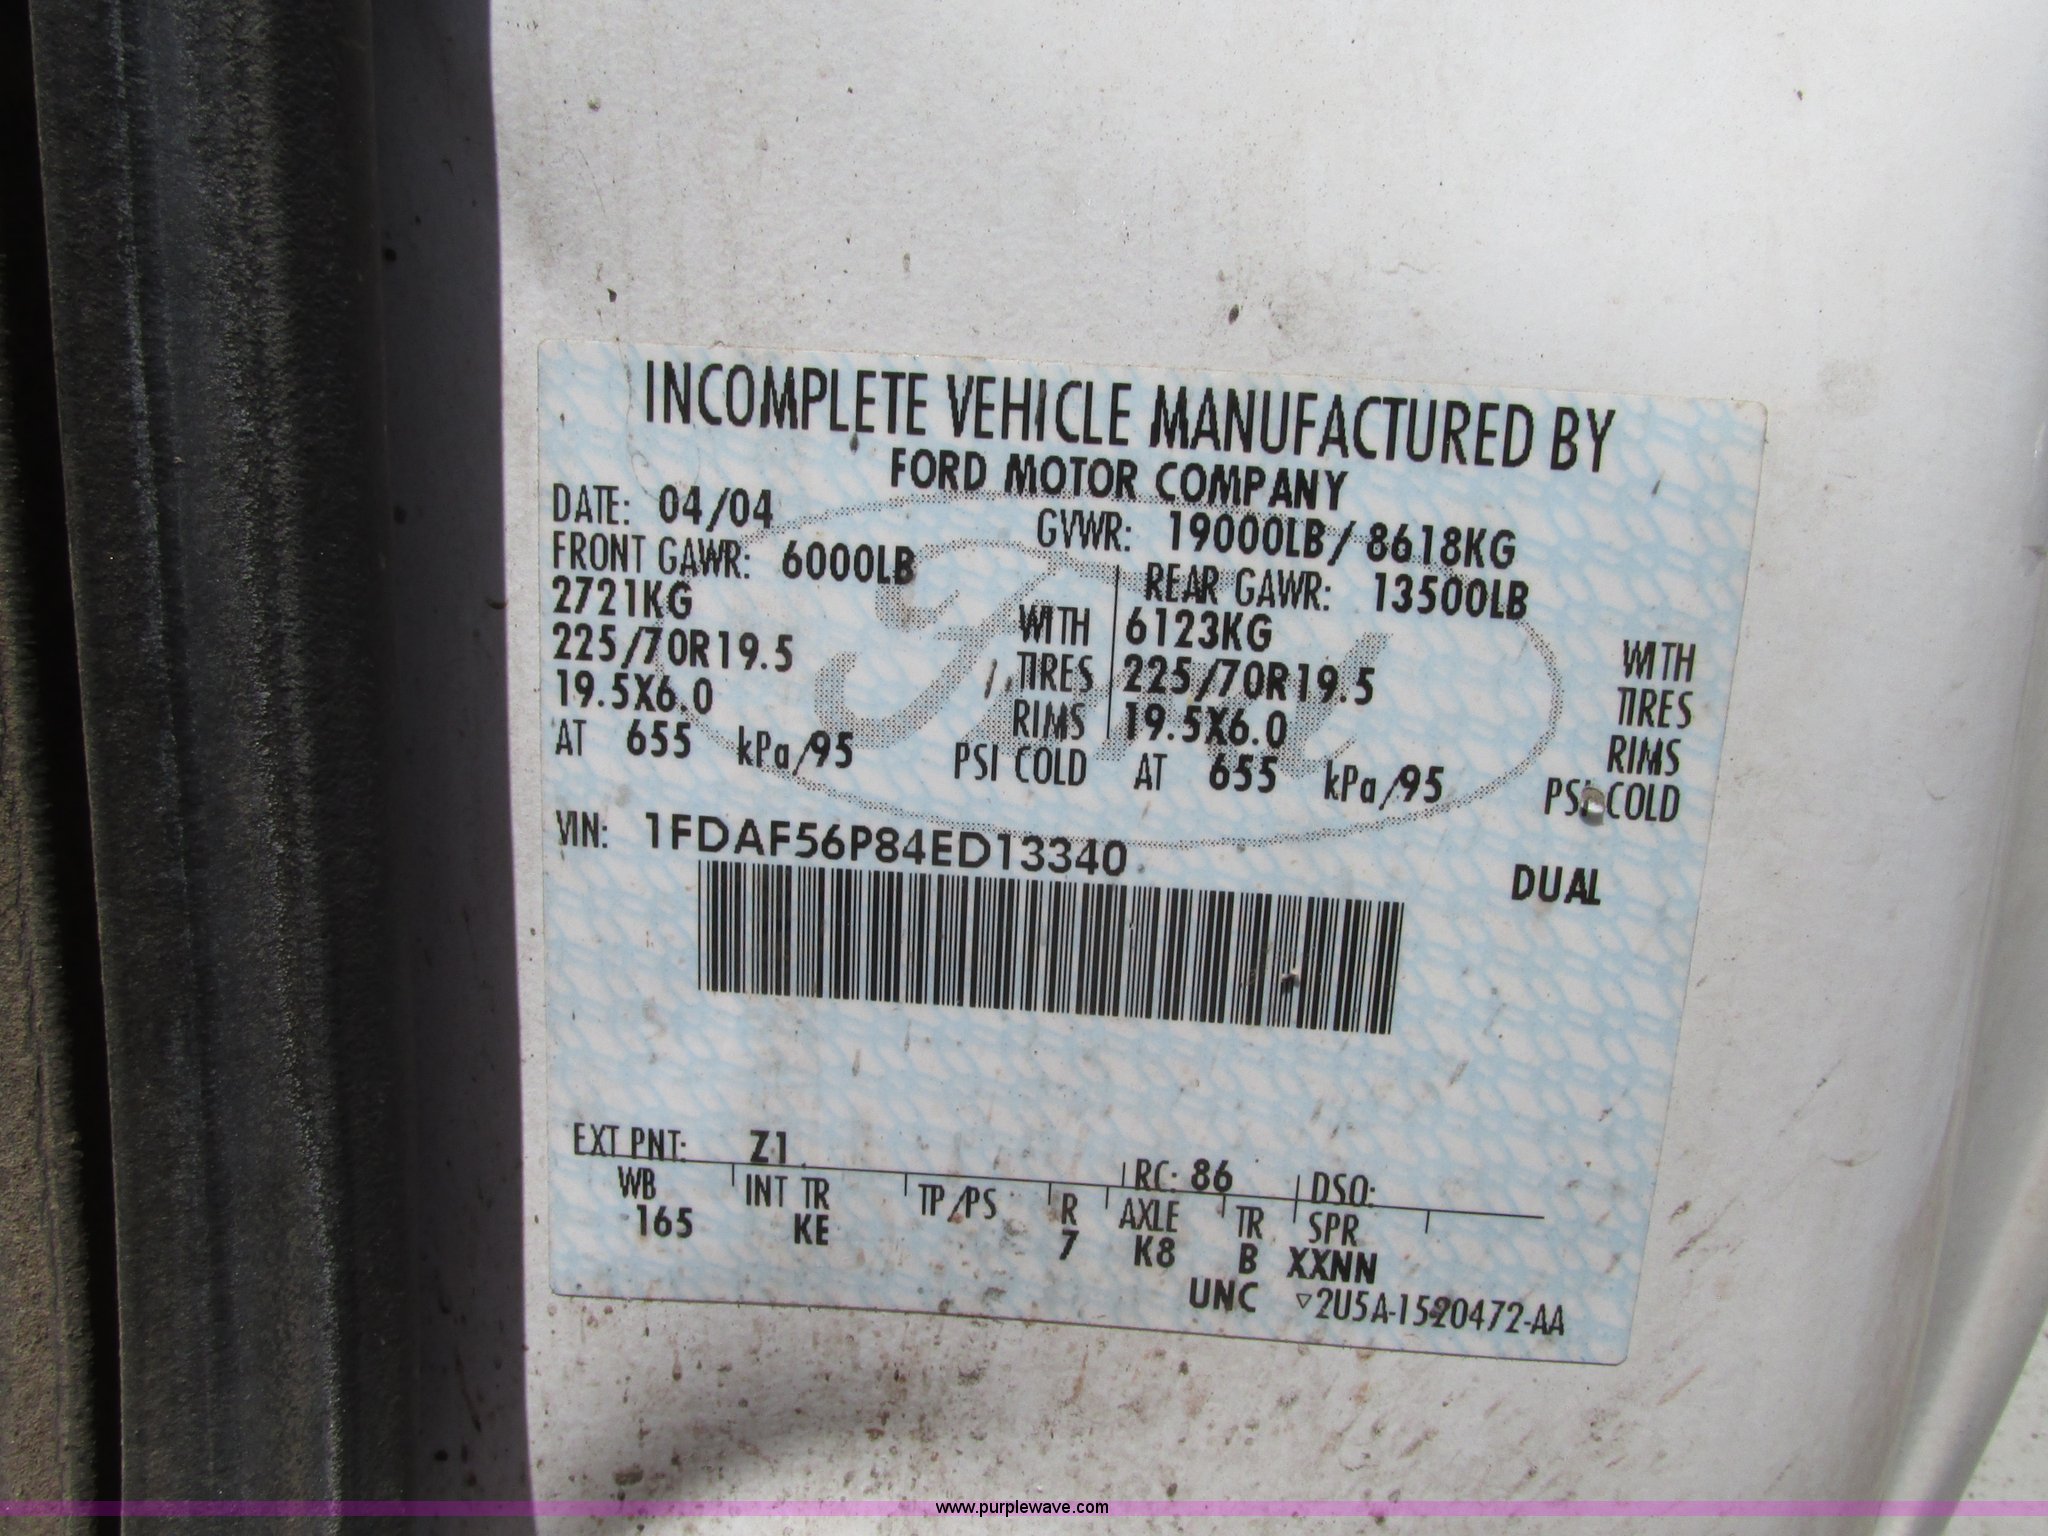 INCOMPLETE VEHICLE MANUFACTURED BY
FORD MOTOR COMPANY
DATE: 04/04 GVWR: 19000LB/ 8618KG
FRONT GAWR: 6000LB REAR GAWR: 13500LB
2721KG WITH 6123KG WITH
225/70R19.5 TIRES 225/70R19.5 TIRES
19.5X6.0 RIMS 19.5X6.0 RIMS
AT 655 kPa/95 PSI COLD AT 655 kPa/95 PSI COLD
VIN: 1FDAF56P84ED13340
DUAL
EXT PNT: Z1 RC: 86 DSO:
WB INT TR TP/PS R AXLE TR SPR
165 KE 7 K8 B XXNN
UNC ▿2U5A-1520472-AA
www.purplewave.com